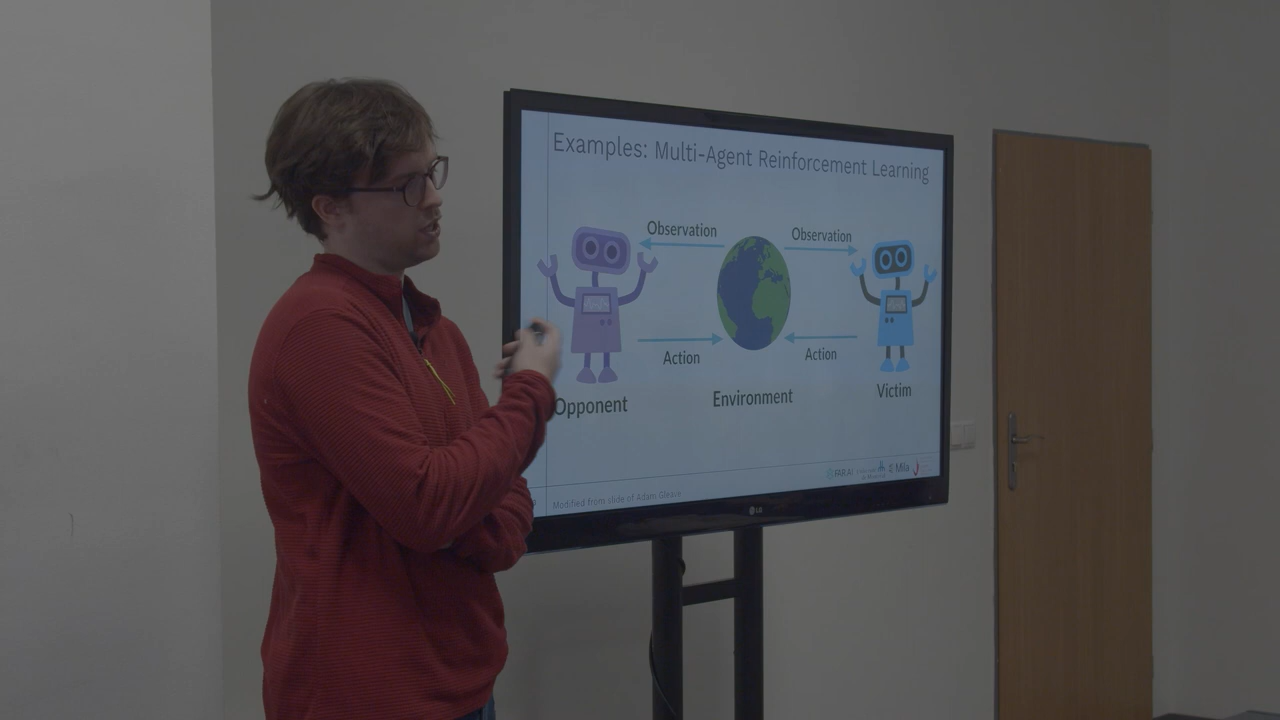 Examples: Multi-Agent Reinforcement Learning
Observation
Observation
Action
Action
Opponent
Environment
Victim
FAR.AI
Mila
Modified from slide of Adam Gleave
LG